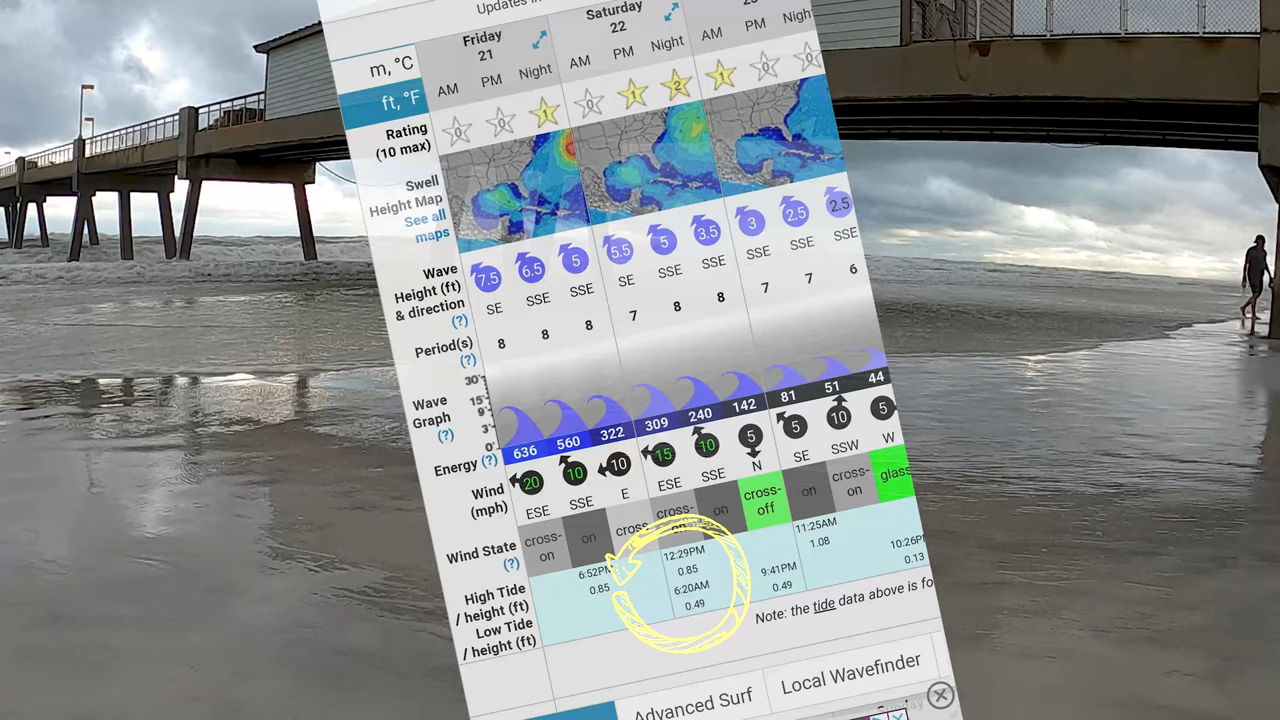 Updates in
Friday
21
Saturday
22
23
AM PM Night AM PM Night AM PM Night
m, °C
ft, °F
Rating
(10 max)
0 0 1 0 1 2 1 0 0
Swell
Height Map
See all
maps
Wave
Height (ft)
& direction
(?)
7.5 6.5 5 5.5 5 3.5 3 2.5 2.5
SE SSE SSE SE SSE SSE SSE SSE SSE
Period(s)
(?)
8 8 8 7 8 8 7 7 6
Wave
Graph
(?)
30'
15'
9'
3'
0'
Energy (?)
636 560 322 309 240 142 81 51 44
Wind
(mph)
20 10 10 15 10 5 5 10 5
ESE SSE E ESE SSE N SE SSW W
Wind State
(?)
cross-
on
on
cross
cross-
on
on
cross-
off
on
cross-
on
glass
High Tide
/ height (ft)
6:52PM
0.85
12:29PM
0.85
11:25AM
1.08
Low Tide
/ height (ft)
6:20AM
0.49
9:41PM
0.49
10:26PM
0.13
Note: the tide data above is fo
Advanced Surf
Local Wavefinder